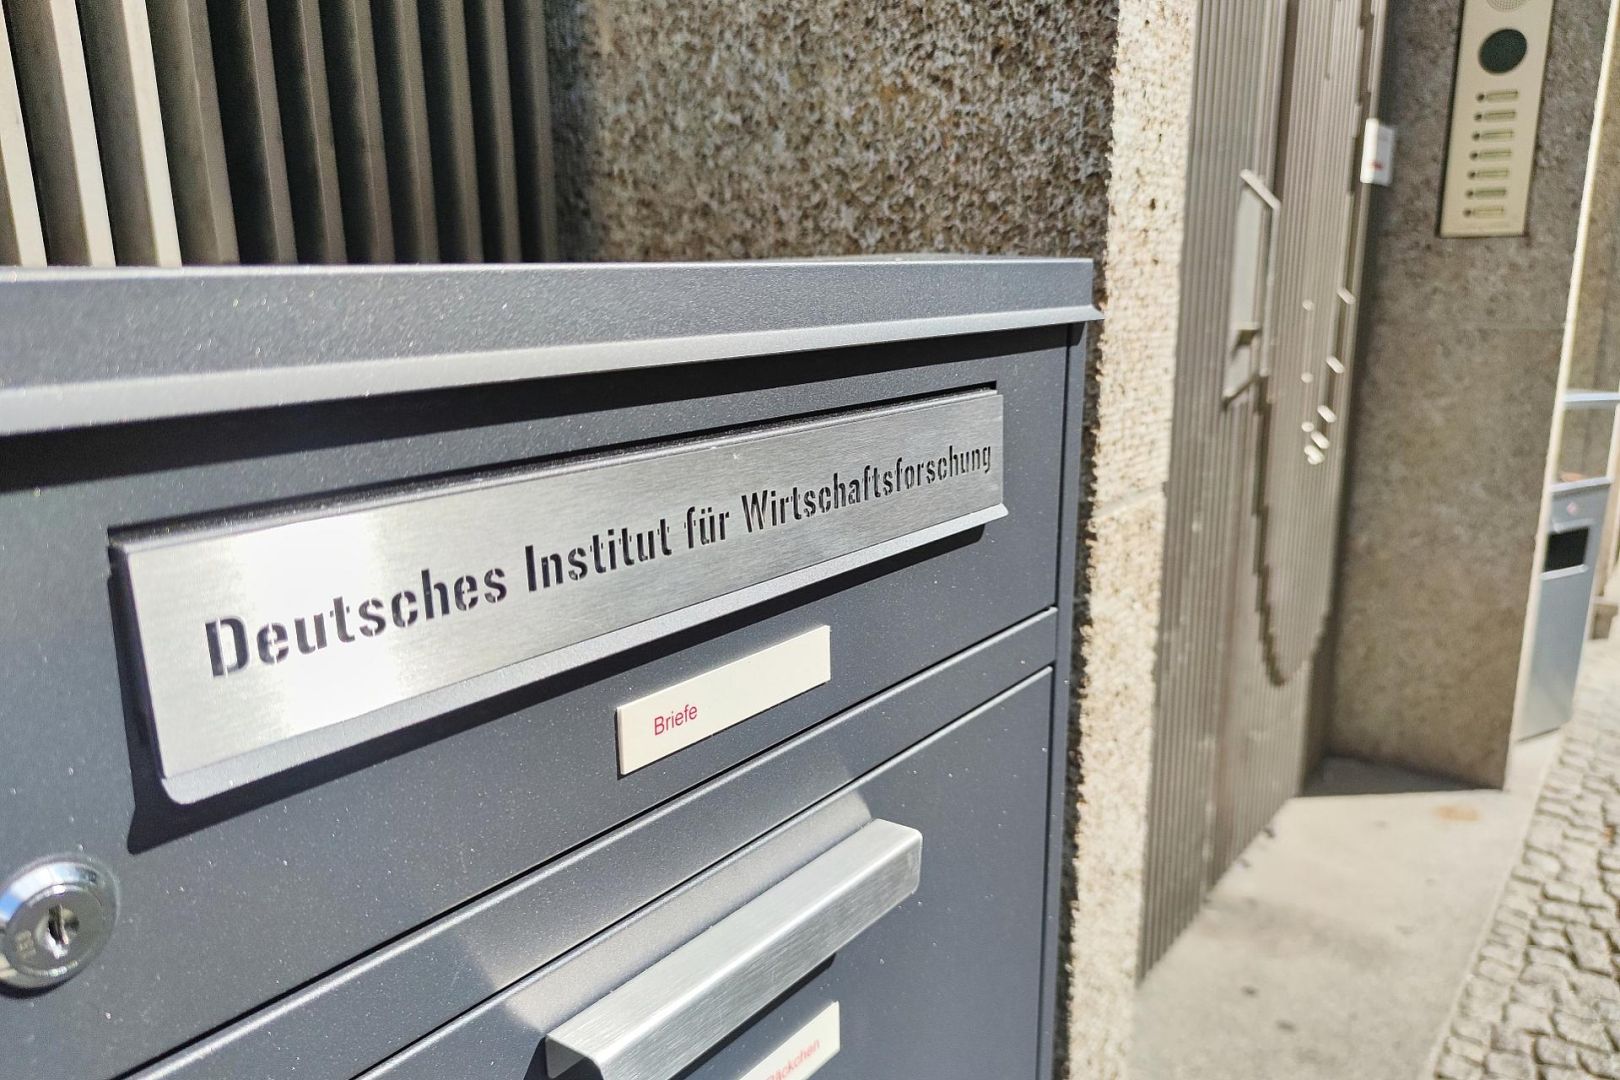 Deutsches Institut für Wirtschaftsforschung
Briefe